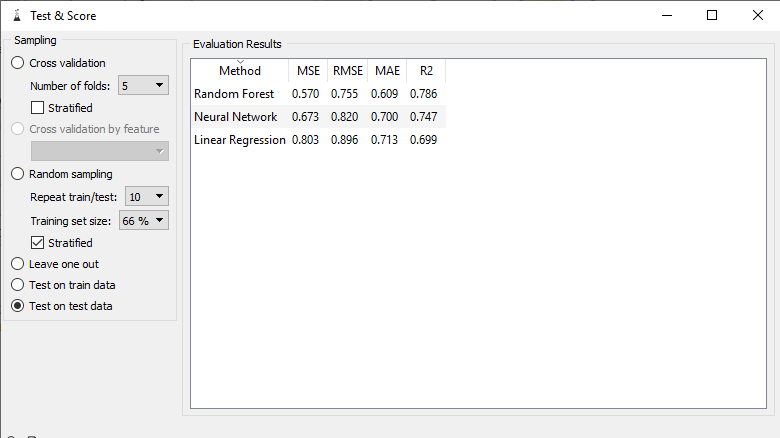 Test & Score
Sampling
Cross validation
Number of folds: 5
Stratified
Cross validation by feature
Random sampling
Repeat train/test: 10
Training set size: 66 %
Stratified
Leave one out
Test on train data
Test on test data
Evaluation Results
Method MSE RMSE MAE R2
Random Forest 0.570 0.755 0.609 0.786
Neural Network 0.673 0.820 0.700 0.747
Linear Regression 0.803 0.896 0.713 0.699